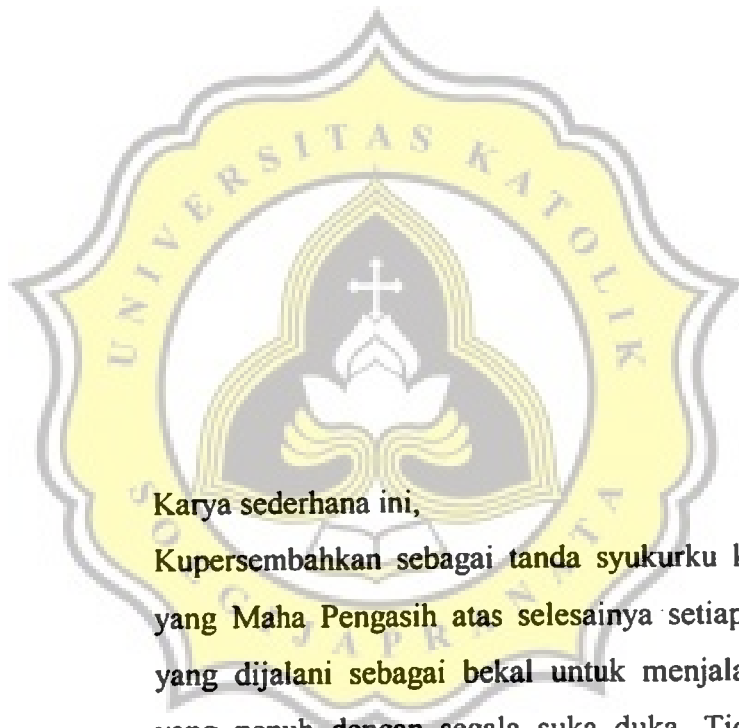 UNIVERSITAS KATOLIK
SOEGIJAPRANATA
Karya sederhana ini,
Kupersembahkan sebagai tanda syukurku
yang Maha Pengasih atas selesainya setiap
yang dijalani sebagai bekal untuk
yang penuh dengan segala suka duka.